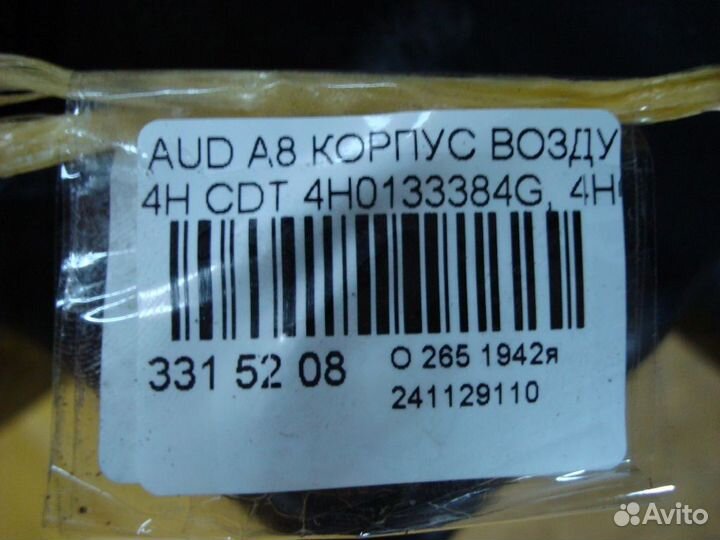 AUD A8 КОРПУС ВОЗДУ
4H CDT 4H0133384G, 4H
331 52 08
О 265 1942я
241129110
Avito